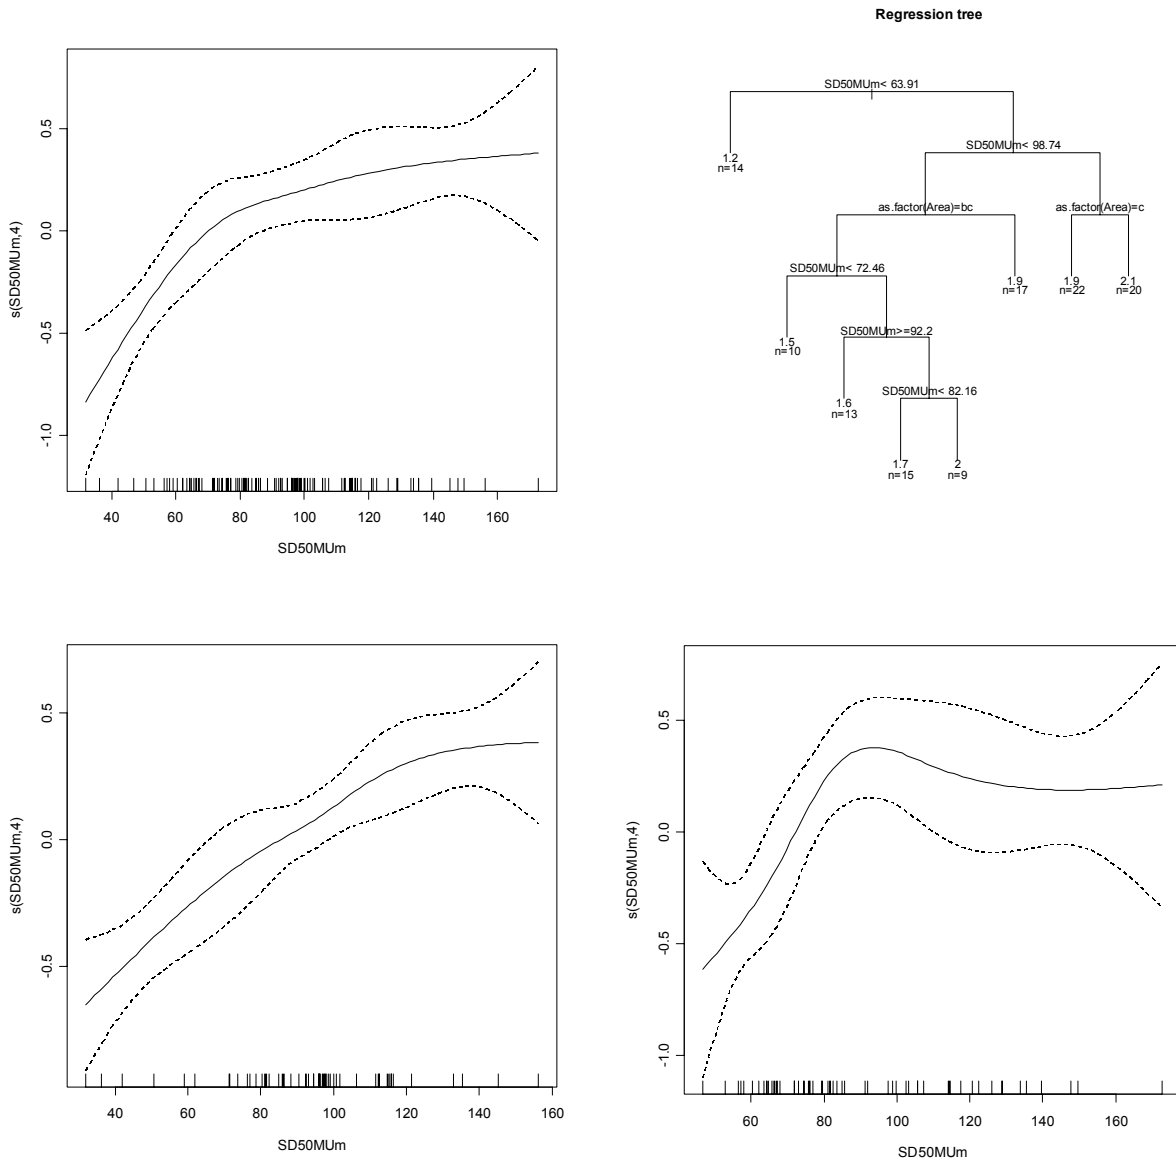 s(SD50MUm,4)
0.5
0.0
-0.5
-1.0
40 60 80 100 120 140 160
SD50MUm
Regression tree
SD50MUm< 63.91
1.2
n=14
SD50MUm< 98.74
as.factor(Area)=bc
as.factor(Area)=c
SD50MUm< 72.46
1.9
n=17
1.9
n=22
2.1
n=20
1.5
n=10
SD50MUm>=92.2
1.6
n=13
SD50MUm< 82.16
1.7
n=15
2
n=9
s(SD50MUm,4)
0.5
0.0
-0.5
40 60 80 100 120 140 160
SD50MUm
s(SD50MUm,4)
0.5
0.0
-0.5
-1.0
60 80 100 120 140 160
SD50MUm